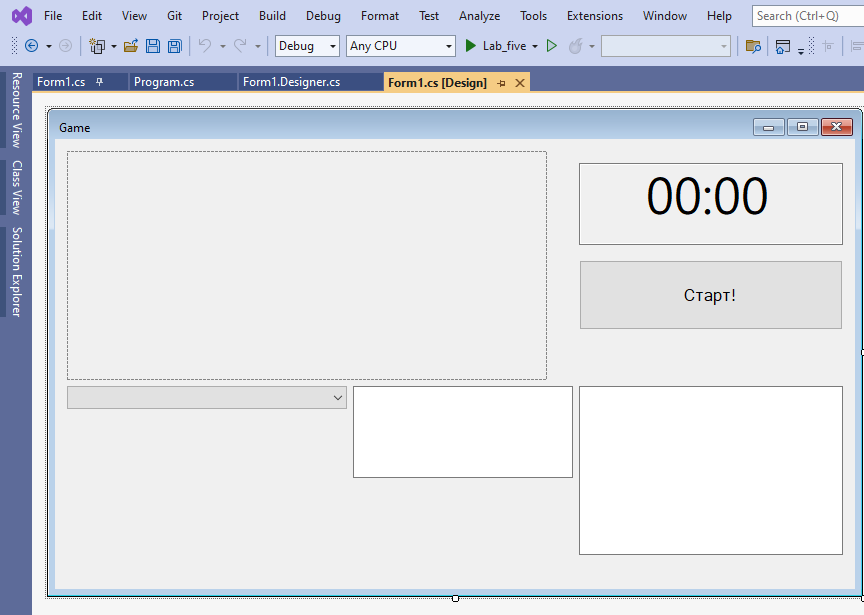 File Edit View Git Project Build Debug Format Test Analyze Tools Extensions Window Help Search (Ctrl+Q)
Debug Any CPU Lab_five
Form1.cs Program.cs Form1.Designer.cs Form1.cs [Design]
Resource View
Class View
Solution Explorer
Game
00:00
Старт!